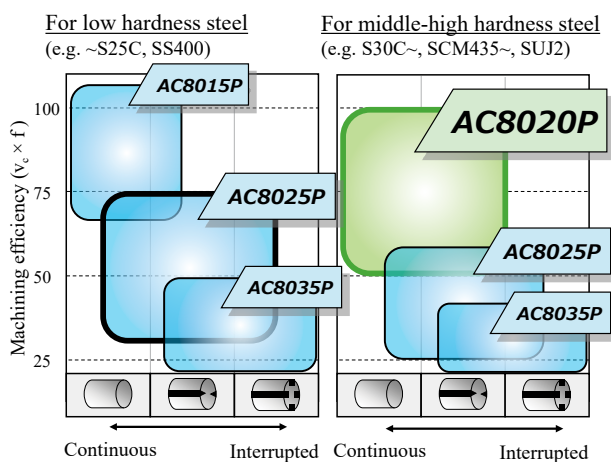 For low hardness steel
(e.g. ~S25C, SS400)
For middle-high hardness steel
(e.g. S30C~, SCM435~, SUJ2)
Machining efficiency (vc × f)
100
75
50
25
AC8015P
AC8025P
AC8035P
AC8020P
AC8025P
AC8035P
Continuous
Interrupted
Continuous
Interrupted